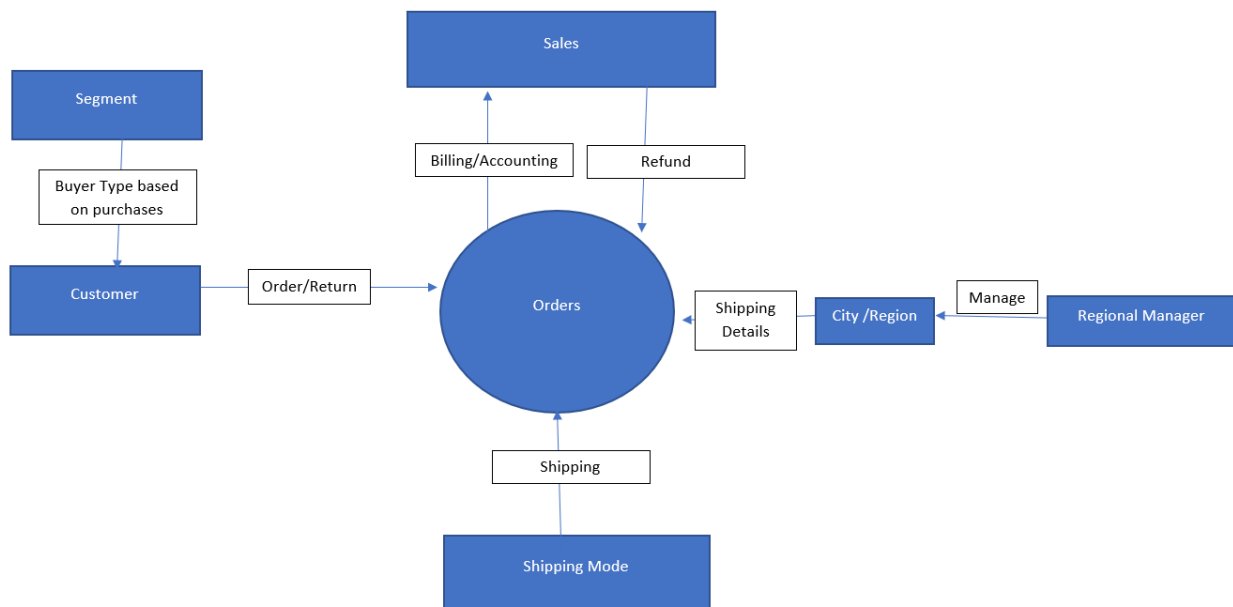 Sales
Segment
Billing/Accounting
Refund
Buyer Type based
on purchases
Customer
Order/Return
Orders
Shipping
Details
City /Region
Manage
Regional Manager
Shipping
Shipping Mode